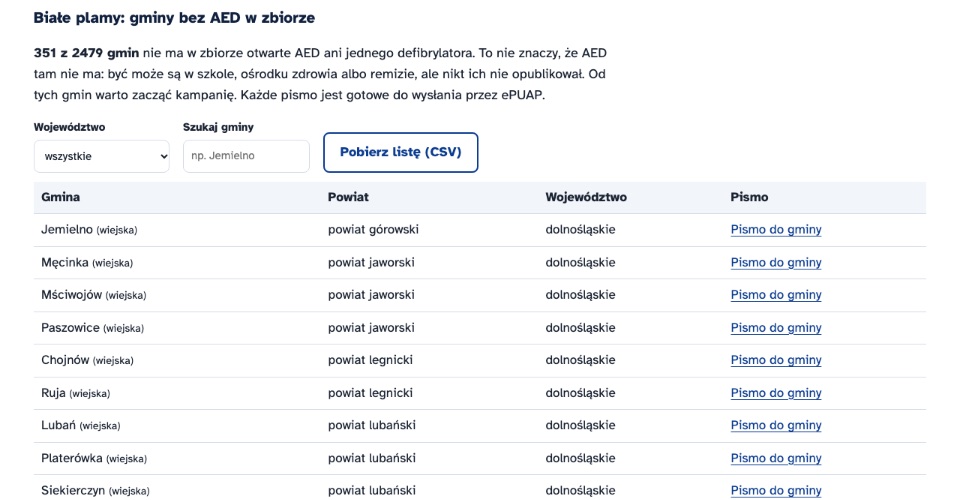 Białe plamy: gminy bez AED w zbiorze
351 z 2479 gmin nie ma w zbiorze otwarte AED ani jednego defibrylatora. To nie znaczy, że AED
tam nie ma: być może są w szkole, ośrodku zdrowia albo remizie, ale nikt ich nie opublikował. Od
tych gmin warto zacząć kampanię. Każde pismo jest gotowe do wysłania przez ePUAP.
Województwo Szukaj gminy
wszystkie np. Jemielno Pobierz listę (CSV)
Gmina Powiat Województwo Pismo
Jemielno (wiejska) powiat górowski dolnośląskie Pismo do gminy
Męcinka (wiejska) powiat jaworski dolnośląskie Pismo do gminy
Mściwojów (wiejska) powiat jaworski dolnośląskie Pismo do gminy
Paszowice (wiejska) powiat jaworski dolnośląskie Pismo do gminy
Chojnów (wiejska) powiat legnicki dolnośląskie Pismo do gminy
Ruja (wiejska) powiat legnicki dolnośląskie Pismo do gminy
Lubań (wiejska) powiat lubański dolnośląskie Pismo do gminy
Platerówka (wiejska) powiat lubański dolnośląskie Pismo do gminy
Siekierczyn (wiejska) powiat lubański dolnośląskie Pismo do gminy